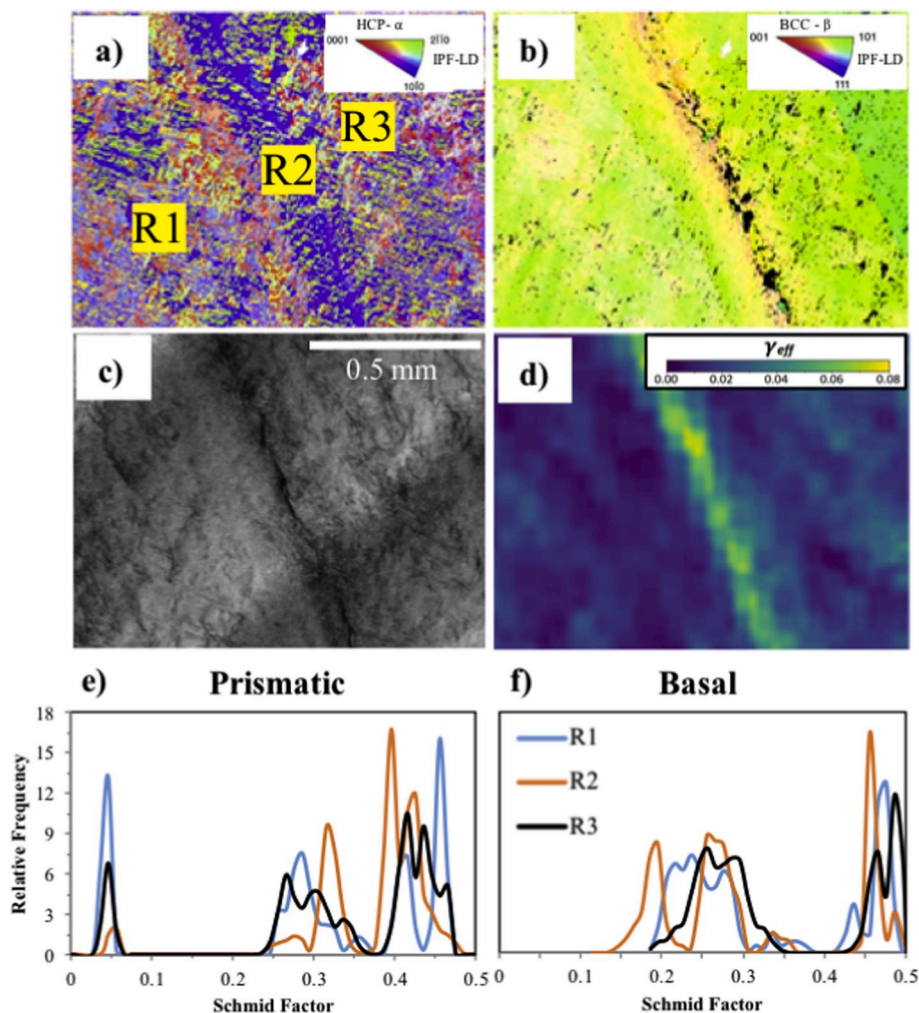 a)
HCP- α
0001
2110
IPF-LD
1010
R1
R2
R3
b)
BCC - β
001
101
IPF-LD
111
c)
0.5 mm
d)
γeff
0.00 0.02 0.04 0.06 0.08
e) Prismatic
Relative Frequency
18
15
12
9
6
3
0
0 0.1 0.2 0.3 0.4 0.5
Schmid Factor
f) Basal
R1
R2
R3
0.1 0.2 0.3 0.4 0.5
Schmid Factor